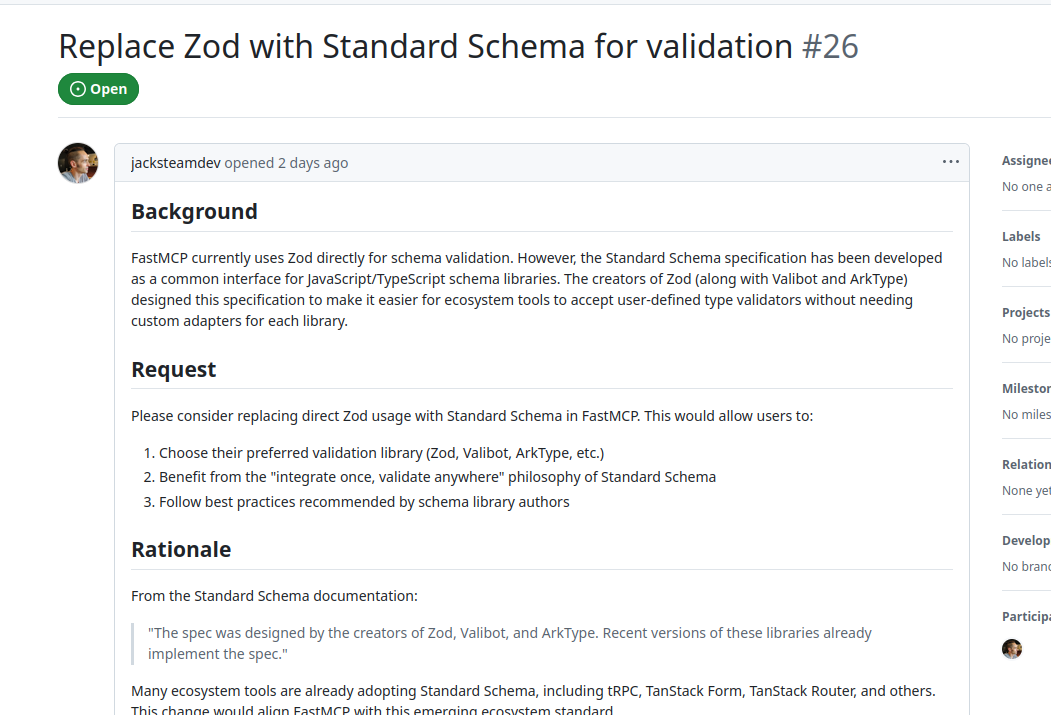 Replace Zod with Standard Schema for validation #26
Open
jacksteamdev opened 2 days ago
Background
FastMCP currently uses Zod directly for schema validation. However, the Standard Schema specification has been developed
as a common interface for JavaScript/TypeScript schema libraries. The creators of Zod (along with Valibot and ArkType)
designed this specification to make it easier for ecosystem tools to accept user-defined type validators without needing
custom adapters for each library.
Request
Please consider replacing direct Zod usage with Standard Schema in FastMCP. This would allow users to:
1. Choose their preferred validation library (Zod, Valibot, ArkType, etc.)
2. Benefit from the "integrate once, validate anywhere" philosophy of Standard Schema
3. Follow best practices recommended by schema library authors
Rationale
From the Standard Schema documentation:
"The spec was designed by the creators of Zod, Valibot, and ArkType. Recent versions of these libraries already
implement the spec."
Many ecosystem tools are already adopting Standard Schema, including tRPC, TanStack Form, TanStack Router, and others.
This change would align FastMCP with this emerging ecosystem standard.
Assignee
No one a
Labels
No labels
Projects
No proje
Mileston
No miles
Relation
None yet
Develop
No branc
Participa